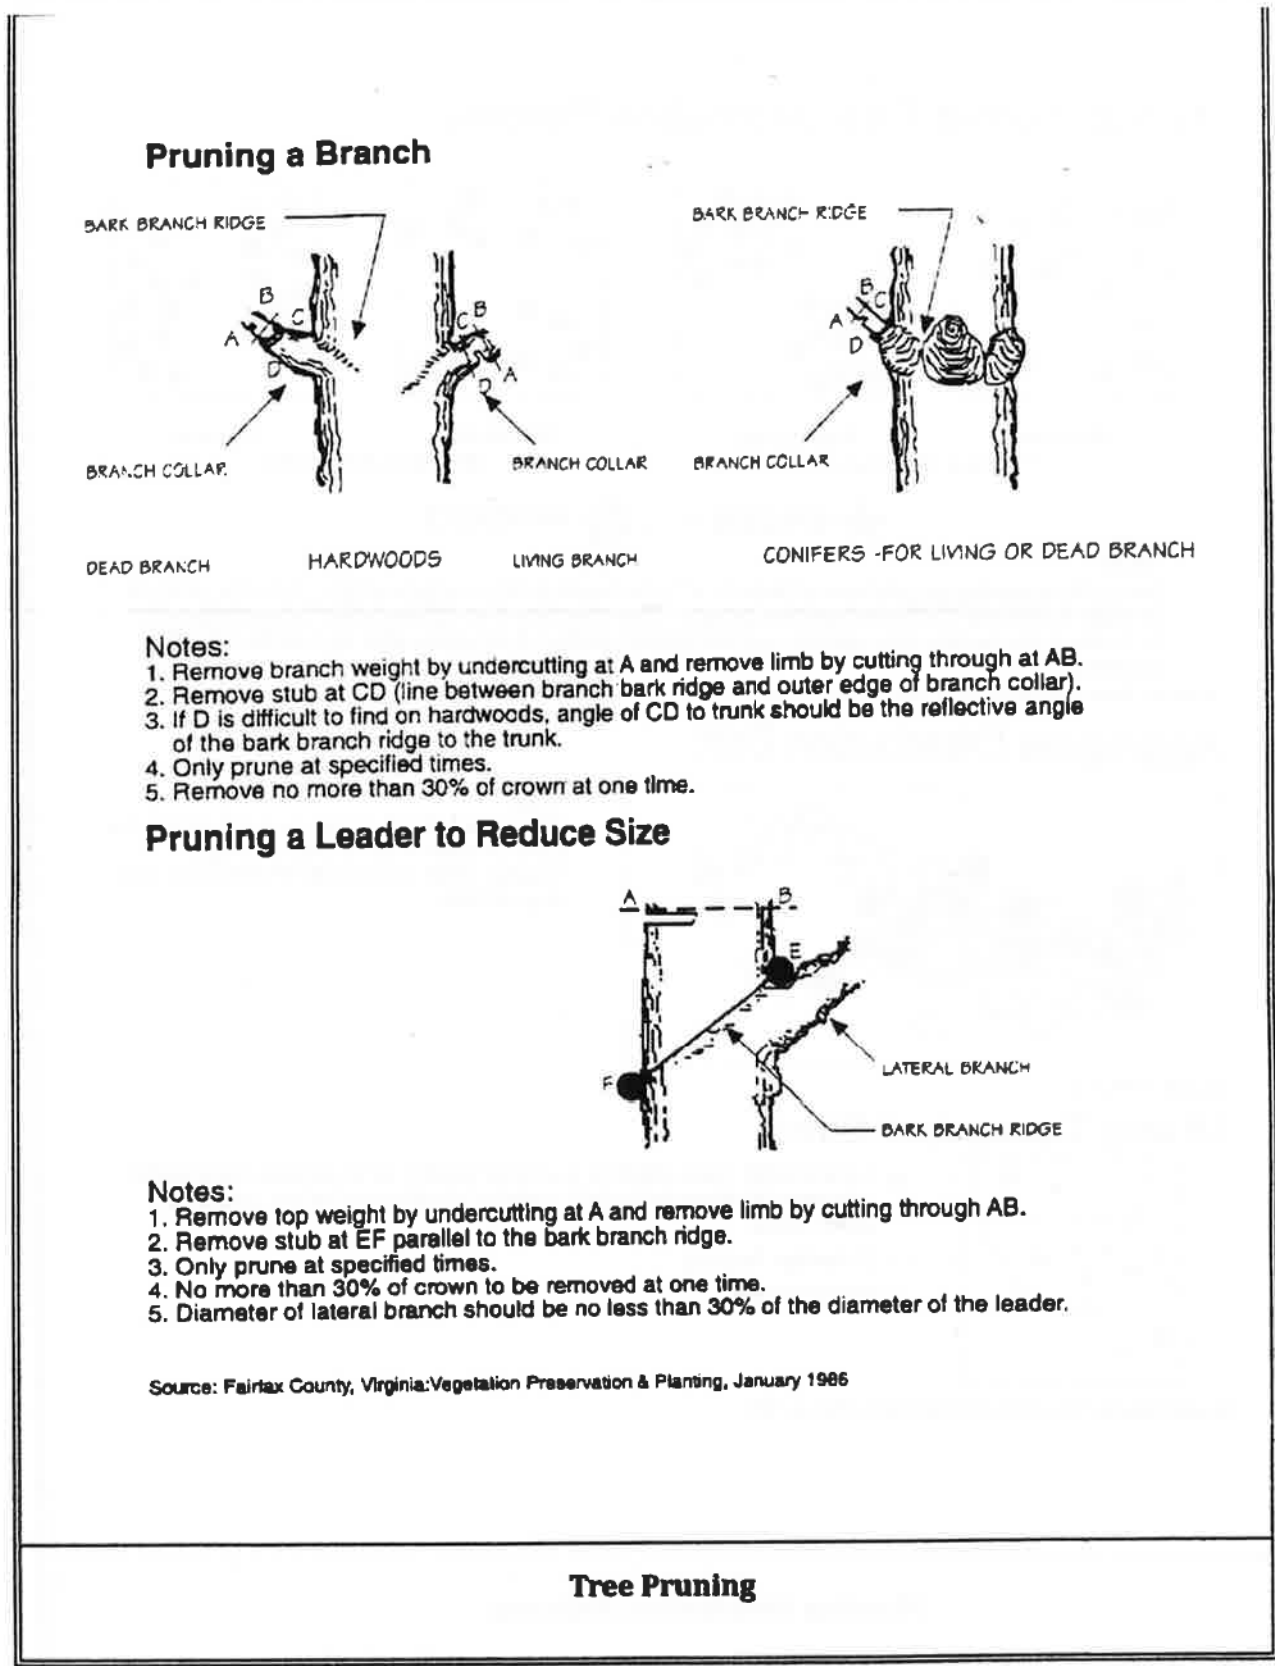 Pruning a Branch
BARK BRANCH RIDGE
BARK BRANCH RIDGE
B
C
A
D
C
B
D
A
B
C
A
D
BRANCH COLLAR
BRANCH COLLAR
BRANCH COLLAR
DEAD BRANCH
HARDWOODS
LIVING BRANCH
CONIFERS -FOR LIVING OR DEAD BRANCH
Notes:
1. Remove branch weight by undercutting at A and remove limb by cutting through at AB.
2. Remove stub at CD (line between branch bark ridge and outer edge of branch collar).
3. If D is difficult to find on hardwoods, angle of CD to trunk should be the reflective angle
of the bark branch ridge to the trunk.
4. Only prune at specified times.
5. Remove no more than 30% of crown at one time.
Pruning a Leader to Reduce Size
A
B
E
F
LATERAL BRANCH
BARK BRANCH RIDGE
Notes:
1. Remove top weight by undercutting at A and remove limb by cutting through AB.
2. Remove stub at EF parallel to the bark branch ridge.
3. Only prune at specified times.
4. No more than 30% of crown to be removed at one time.
5. Diameter of lateral branch should be no less than 30% of the diameter of the leader.
Source: Fairfax County, Virginia:Vegetation Preservation & Planting, January 1986
Tree Pruning